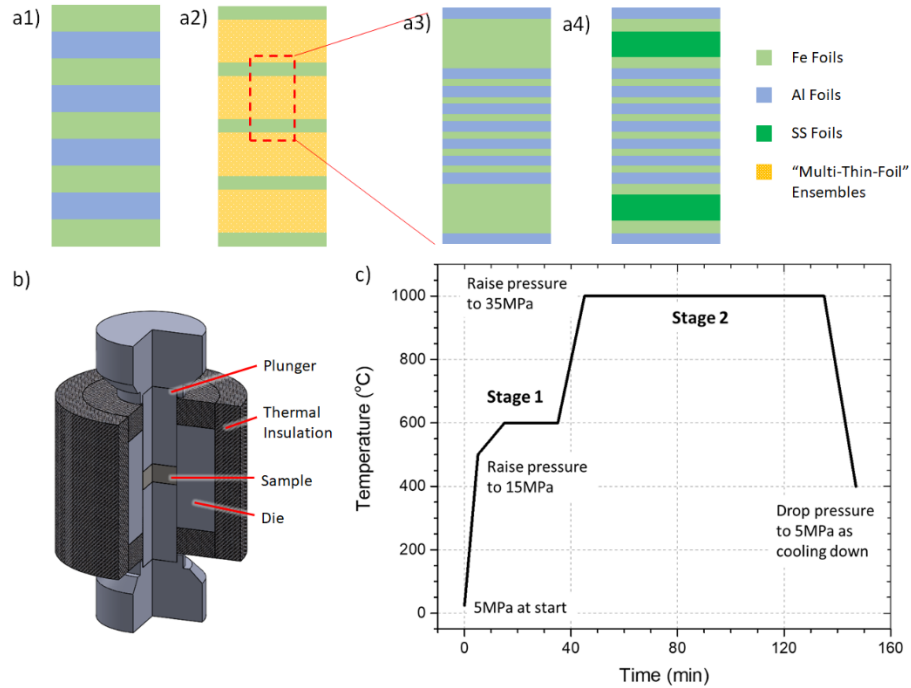 a1)
a2)
a3)
a4)
Fe Foils
Al Foils
SS Foils
“Multi-Thin-Foil”
Ensembles
b)
Plunger
Thermal
Insulation
Sample
Die
c)
Raise pressure
to 35MPa
Stage 2
Stage 1
Raise pressure
to 15MPa
Drop pressure
to 5MPa as
cooling down
5MPa at start
Temperature (°C)
1000
800
600
400
200
0
0
40
80
120
160
Time (min)